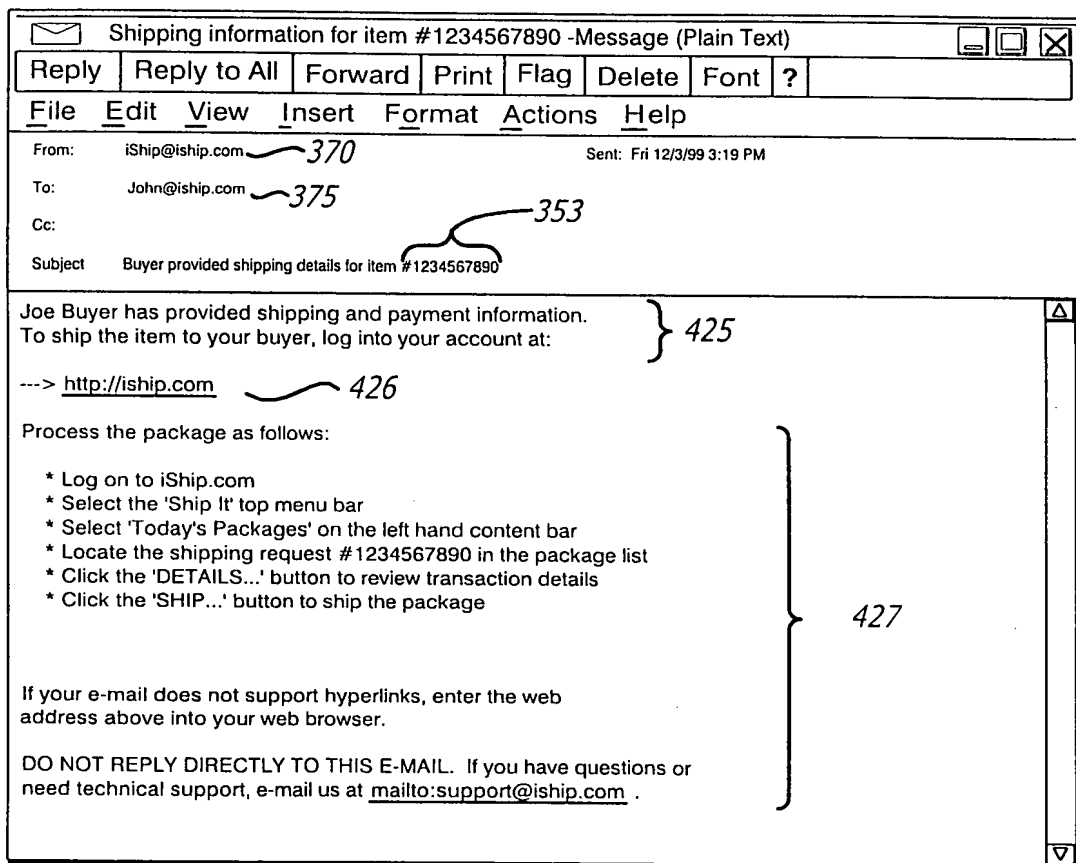 Shipping information for item #1234567890 -Message (Plain Text)
Reply Reply to All Forward Print Flag Delete Font ?
File Edit View Insert Format Actions Help
From: iShip@iship.com 370 Sent: Fri 12/3/99 3:19 PM
To: John@iship.com 375
353
Cc:
Subject Buyer provided shipping details for item #1234567890
Joe Buyer has provided shipping and payment information.
To ship the item to your buyer, log into your account at:
425
---> http://iship.com 426
Process the package as follows:
* Log on to iShip.com
* Select the 'Ship It' top menu bar
* Select 'Today's Packages' on the left hand content bar
* Locate the shipping request #1234567890 in the package list
* Click the 'DETAILS...' button to review transaction details
* Click the 'SHIP...' button to ship the package
427
If your e-mail does not support hyperlinks, enter the web
address above into your web browser.
DO NOT REPLY DIRECTLY TO THIS E-MAIL. If you have questions or
need technical support, e-mail us at mailto:support@iship.com .